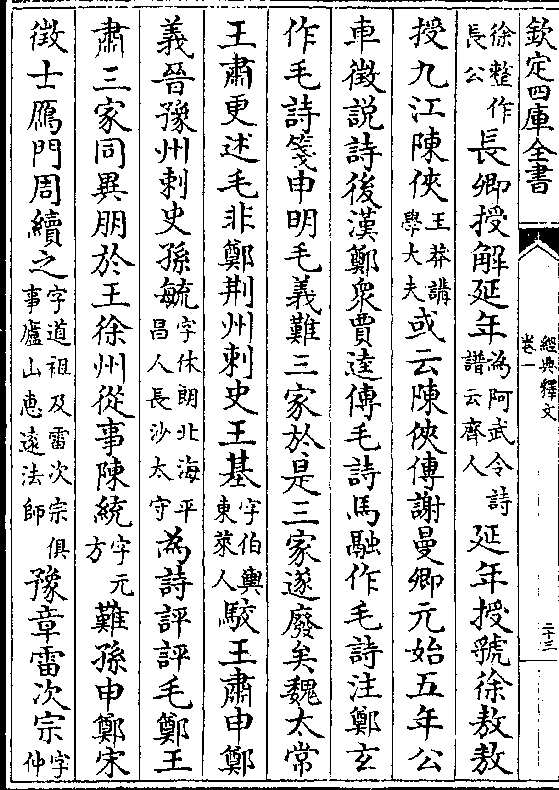 欽定四庫全書
經典釋文
卷一
二十三
徐整作長公長卿授解延年為阿武令詩譜云齊人延年授虢徐敖敖
授九江陳俠王莽講學大夫或云陳俠傳謝曼卿元始五年公
車徵說詩後漢鄭衆賈逵傳毛詩馬融作毛詩注鄭玄
作毛詩箋申明毛義難三家於是三家遂廢矣魏太常
王肅更述毛非鄭荆州刺史王基字伯輿東萊人駮王肅申鄭
義晉豫州刺史孫毓字休朗北海平昌人長沙太守為詩評評毛鄭王
肅三家同異朋於王徐州從事陳統字元方難孫申鄭宋
徵士鴈門周續之字道祖及雷次宗俱事廬山惠遠法師豫章雷次宗字仲